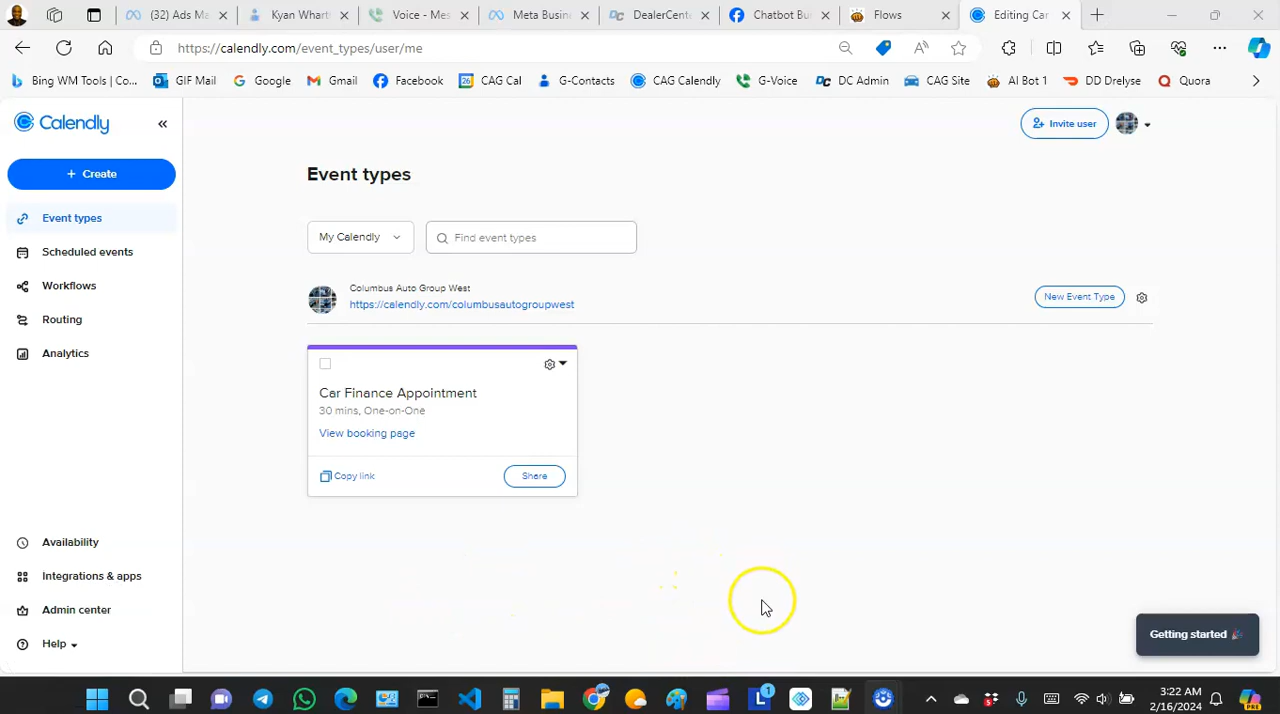 (32) Ads Ma
Kyan Whart
Voice - Mes
Meta Busin
DealerCent
Chatbot Bu
Flows
Editing Car
https://calendly.com/event_types/user/me
Bing WM Tools | Co...
GIF Mail
Google
Gmail
Facebook
CAG Cal
G-Contacts
CAG Calendly
G-Voice
DC Admin
CAG Site
AI Bot 1
DD Drelyse
Quora
Calendly
Invite user
+ Create
Event types
Event types
Scheduled events
My Calendly
Find event types
Workflows
Columbus Auto Group West
https://calendly.com/columbusautogroupwest
New Event Type
Routing
Analytics
Car Finance Appointment
30 mins, One-on-One
View booking page
Copy link
Share
Availability
Integrations & apps
Admin center
Help
Getting started
3:22 AM
2/16/2024